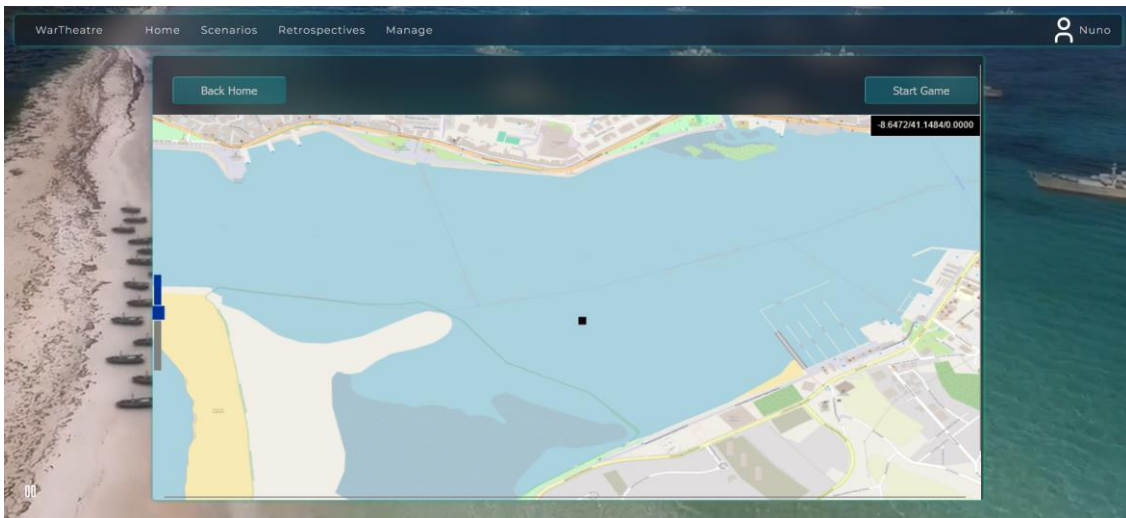 WarTheatre Home Scenarios Retrospectives Manage Nuno
Back Home Start Game
-8.6472/41.1484/0.0000